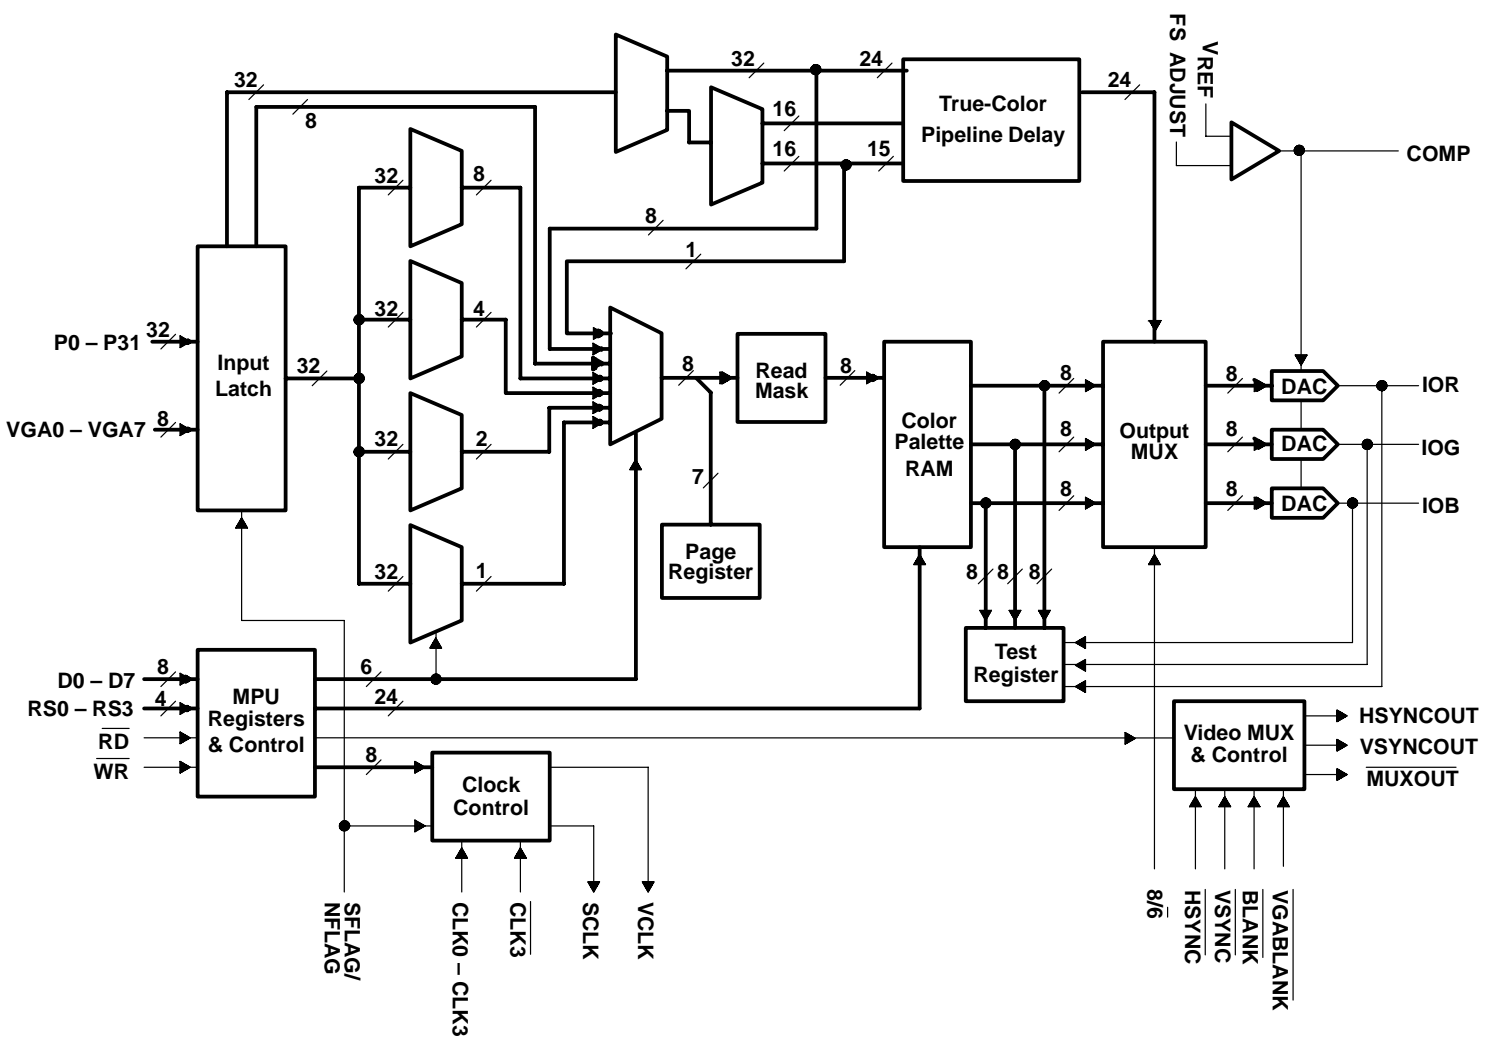 FS ADJUST
VREF
32
24
24
32
8
16
True-Color
Pipeline Delay
16
15
COMP
32
8
8
1
32
4
P0 – P31
32
Input
Latch
32
8
Read
Mask
8
8
8
DAC
IOR
VGA0 – VGA7
8
32
2
Color
Palette
RAM
8
Output
MUX
8
DAC
IOG
7
8
8
DAC
IOB
Page
Register
32
1
8
8
8
Test
Register
D0 – D7
8
6
RS0 – RS3
4
MPU
Registers
& Control
24
RD
WR
8
Clock
Control
Video MUX
& Control
HSYNCOUT
VSYNCOUT
MUXOUT
SFLAG/
NFLAG
CLK0 – CLK3
CLK3
SCLK
VCLK
8/6
HSYNC
VSYNC
BLANK
VGABLANK